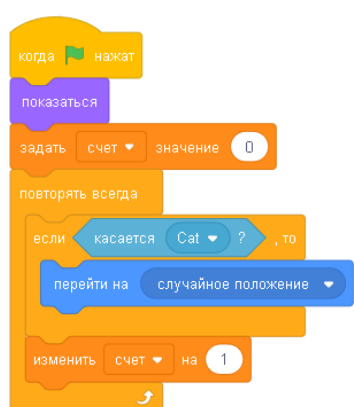 когда нажат
показаться
задать счет значение 0
повторять всегда
если касается Cat ? , то
перейти на случайное положение
изменить счет на 1